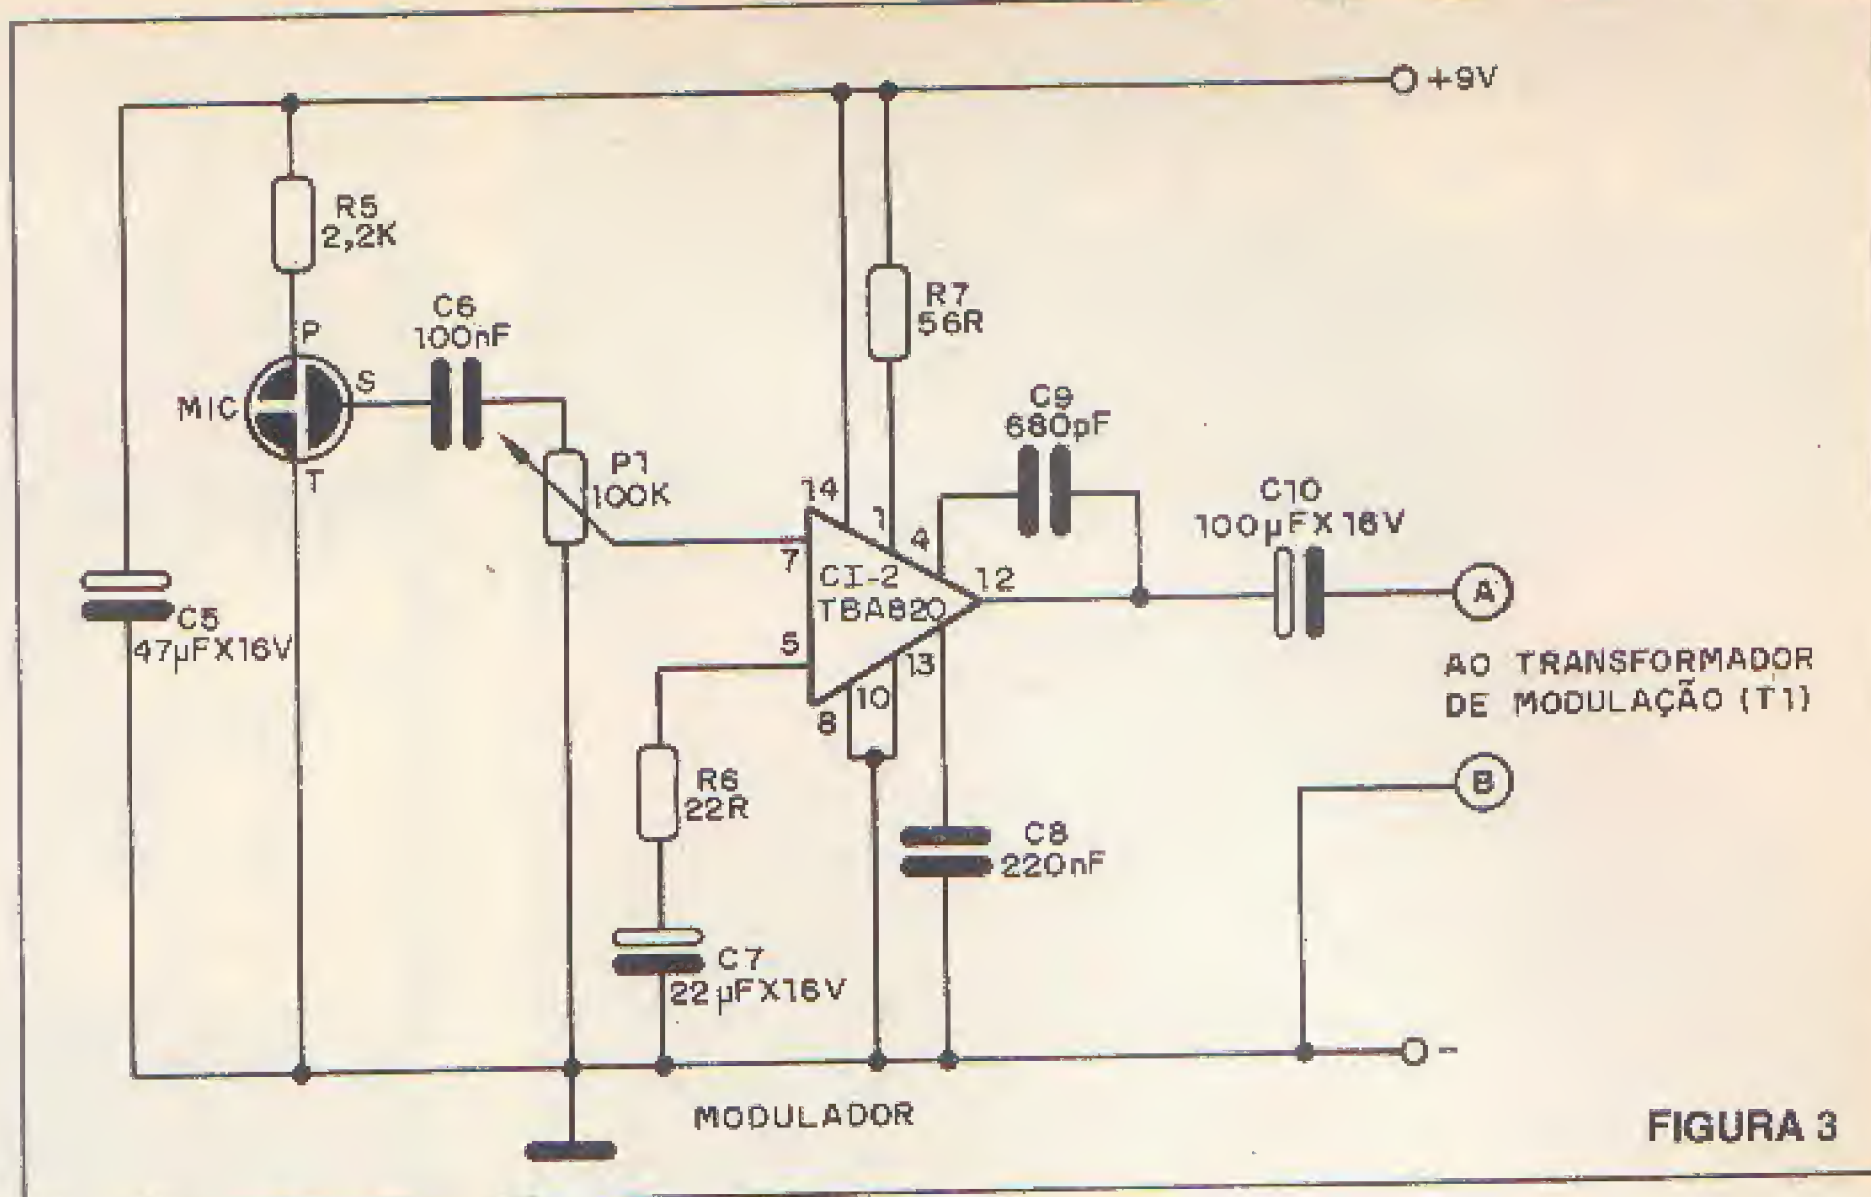 +9V
R5
2,2K
P
MIC
S
T
C6
100nF
P1
100K
R7
56R
C9
680pF
C10
100µFX16V
14
1
4
7
CI-2
TBA820
12
5
13
10
8
C5
47µFX16V
A
AO TRANSFORMADOR
DE MODULAÇÃO (T1)
B
R6
22R
C8
220nF
C7
22µFX16V
-
MODULADOR
FIGURA 3